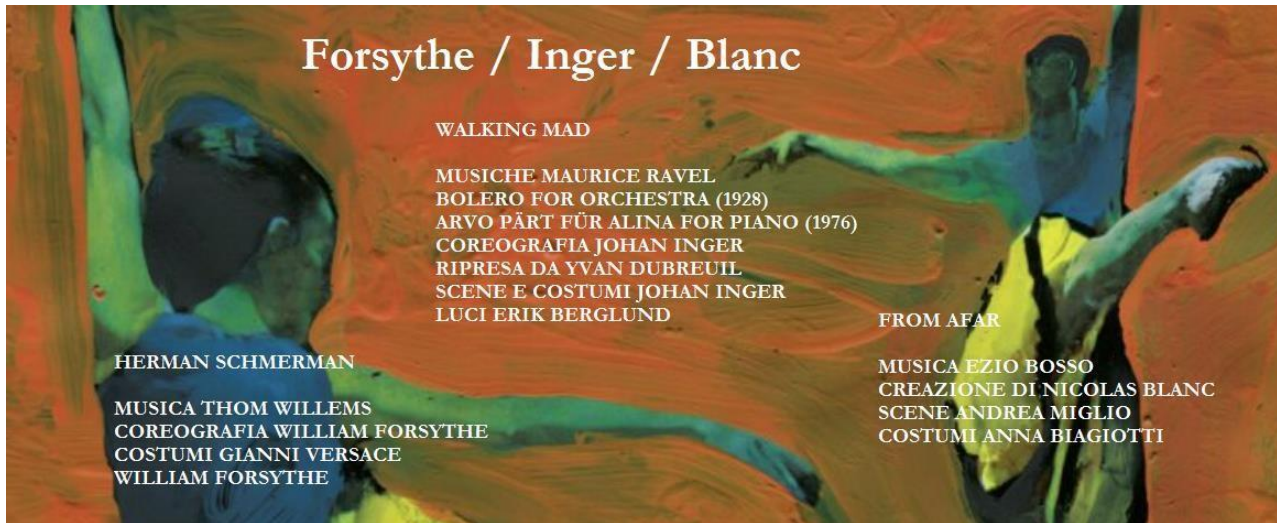 Forsythe / Inger / Blanc
WALKING MAD
MUSICHE MAURICE RAVEL
BOLERO FOR ORCHESTRA (1928)
ARVO PÄRT FÜR ALINA FOR PIANO (1976)
COREOGRAFIA JOHAN INGER
RIPRESA DA YVAN DUBREUIL
SCENE E COSTUMI JOHAN INGER
LUCI ERIK BERGLUND
HERMAN SCHMERMAN
MUSICA THOM WILLEMS
COREOGRAFIA WILLIAM FORSYTHE
COSTUMI GIANNI VERSACE
WILLIAM FORSYTHE
FROM AFAR
MUSICA EZIO BOSSO
CREAZIONE DI NICOLAS BLANC
SCENE ANDREA MIGLIO
COSTUMI ANNA BIAGIOTTI